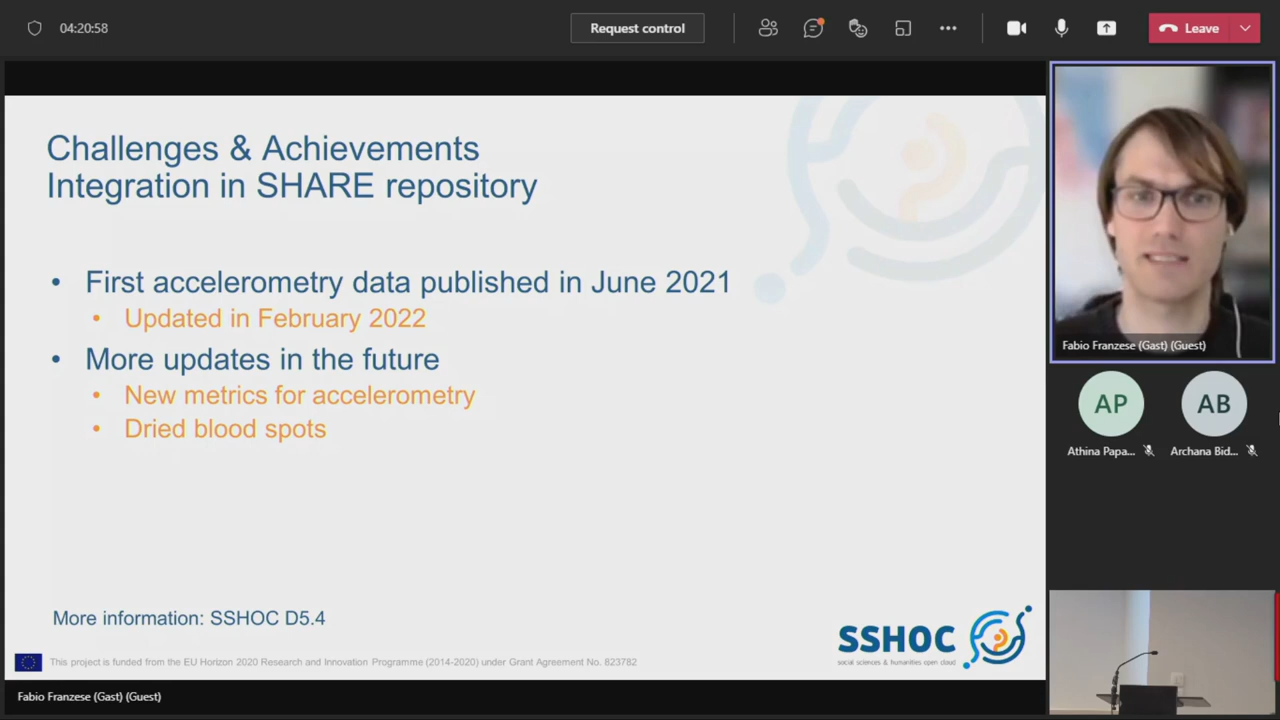 04:20:58
Request control
Leave
Challenges & Achievements
Integration in SHARE repository
• First accelerometry data published in June 2021
• Updated in February 2022
• More updates in the future
• New metrics for accelerometry
• Dried blood spots
More information: SSHOC D5.4
SSHOC
social sciences & humanities open cloud
This project is funded from the EU Horizon 2020 Research and Innovation Programme (2014-2020) under Grant Agreement No. 823782
Fabio Franzese (Gast) (Guest)
Fabio Franzese (Gast) (Guest)
AP
AB
Athina Papa...
Archana Bid...